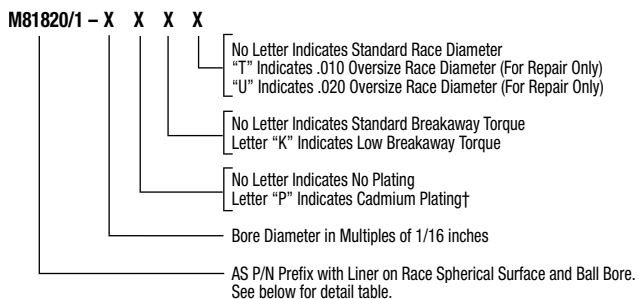 M81820/1 – X X X X
No Letter Indicates Standard Race Diameter
“T” Indicates .010 Oversize Race Diameter (For Repair Only)
“U” Indicates .020 Oversize Race Diameter (For Repair Only)
No Letter Indicates Standard Breakaway Torque
Letter “K” Indicates Low Breakaway Torque
No Letter Indicates No Plating
Letter “P” Indicates Cadmium Plating†
Bore Diameter in Multiples of 1/16 inches
AS P/N Prefix with Liner on Race Spherical Surface and Ball Bore.
See below for detail table.